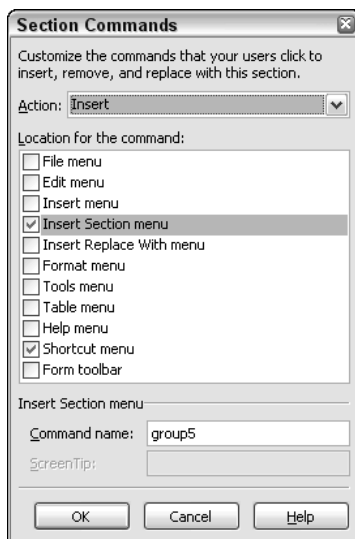 Section Commands
Customize the commands that your users click to
insert, remove, and replace with this section.
Action: Insert
Location for the command:
File menu
Edit menu
Insert menu
Insert Section menu
Insert Replace With menu
Format menu
Tools menu
Table menu
Help menu
Shortcut menu
Form toolbar
Insert Section menu
Command name: group5
ScreenTip:
OK Cancel Help